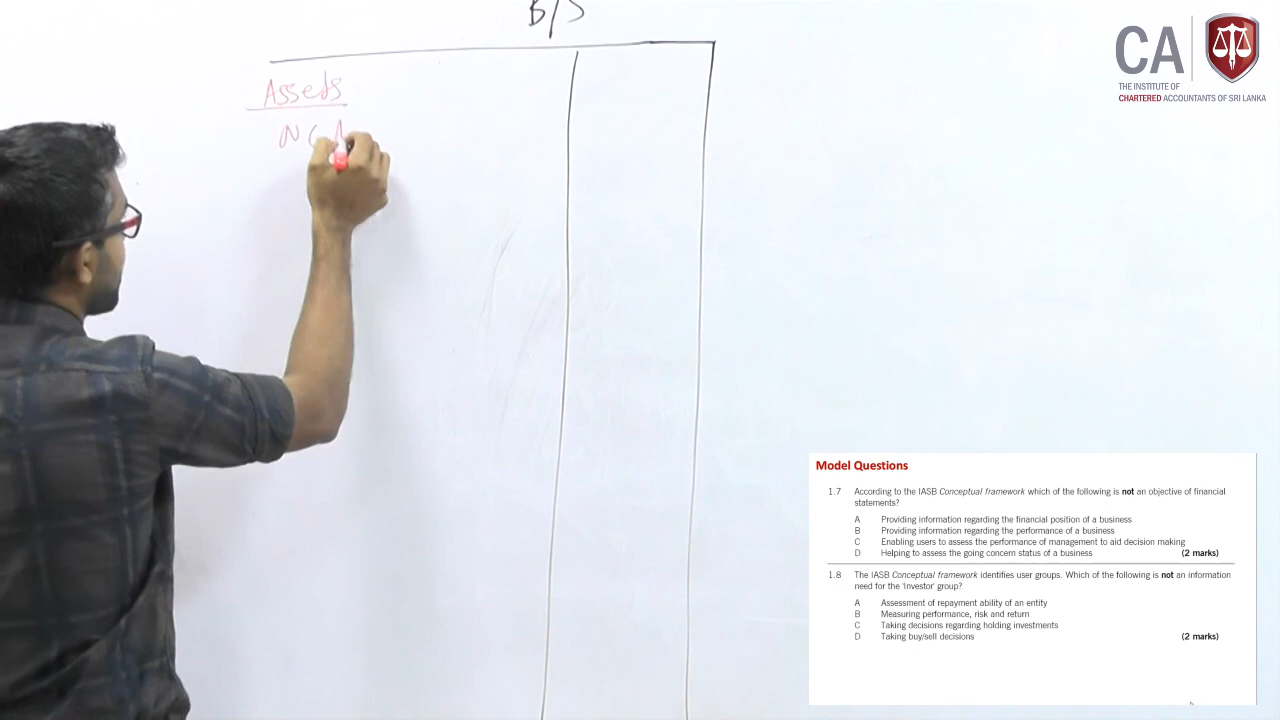 B/S
Assets
NCA
CA
THE INSTITUTE OF
CHARTERED ACCOUNTANTS OF SRI LANKA
Model Questions
1.7 According to the IASB Conceptual framework which of the following is not an objective of financial
statements?
A Providing information regarding the financial position of a business
B Providing information regarding the performance of a business
C Enabling users to assess the performance of management to aid decision making
D Helping to assess the going concern status of a business (2 marks)
1.8 The IASB Conceptual framework identifies user groups. Which of the following is not an information
need for the 'Investor' group?
A Assessment of repayment ability of an entity
B Measuring performance, risk and return
C Taking decisions regarding holding investments
D Taking buy/sell decisions (2 marks)